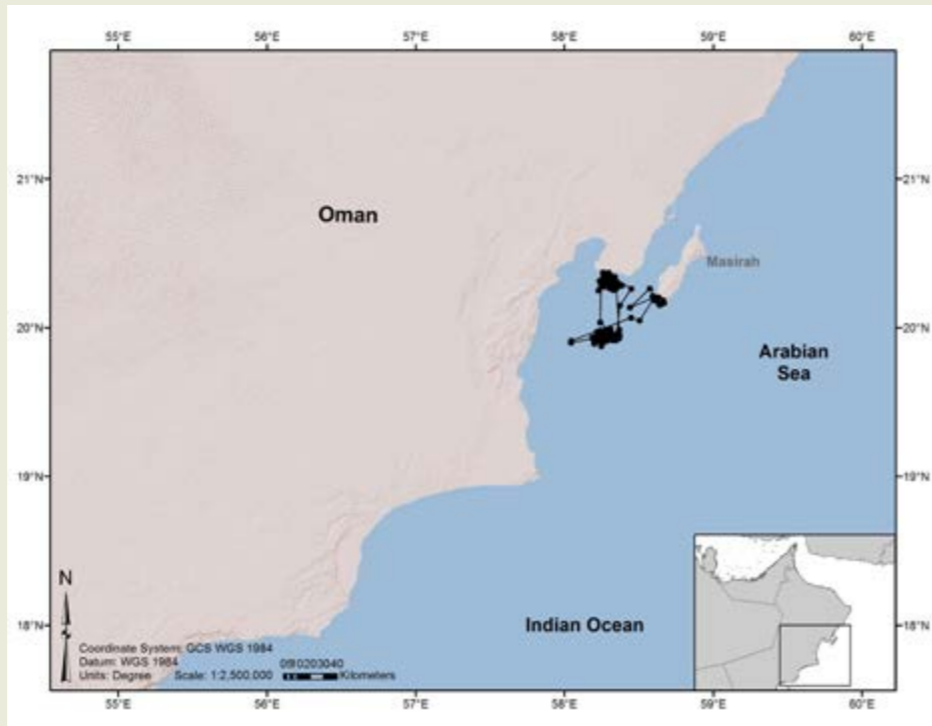 55°E 56°E 57°E 58°E 59°E 60°E
21°N 21°N
Oman
Masirah
20°N 20°N
Arabian
Sea
19°N 19°N
N
18°N Indian Ocean 18°N
Coordinate System: GCS WGS 1984
Datum: WGS 1984
Units: Degree Scale: 1:2,500,000 Kilometers
55°E 56°E 57°E 58°E 59°E 60°E